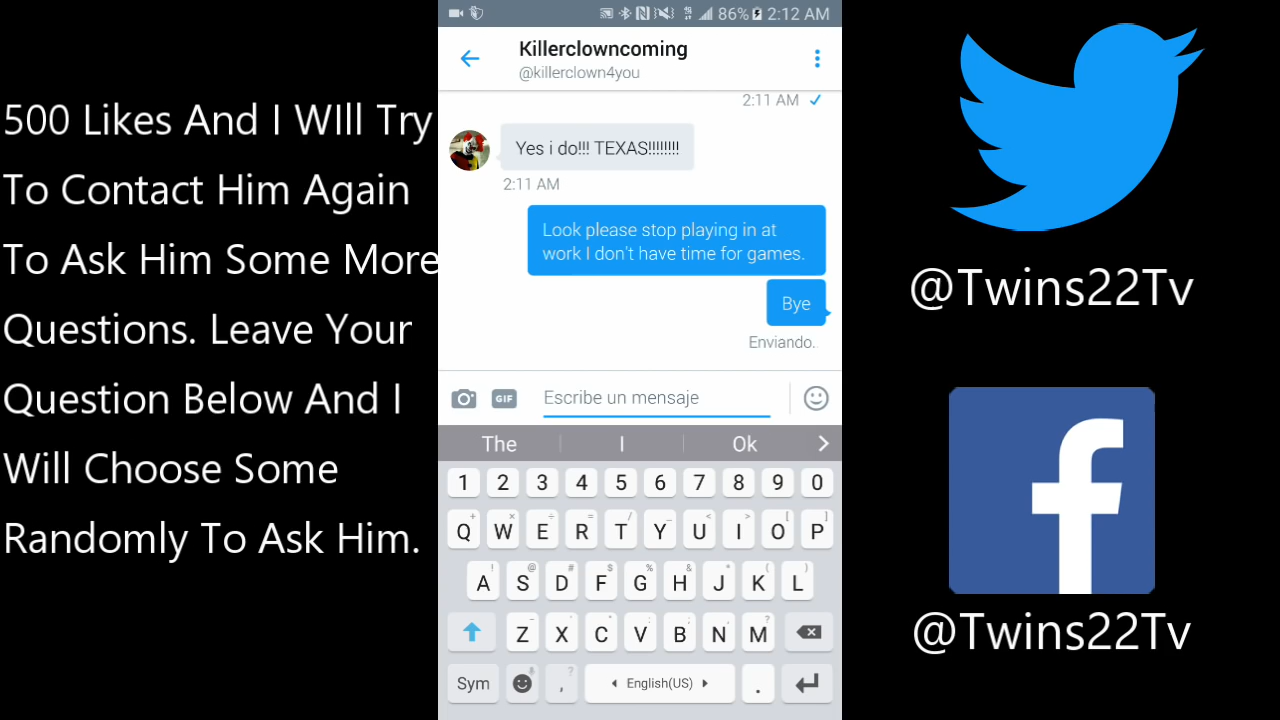 500 Likes And I WIll Try
To Contact Him Again
To Ask Him Some More
Questions. Leave Your
Question Below And I
Will Choose Some
Randomly To Ask Him.
86% 2:12 AM
Killerclowncoming
@killerclown4you
2:11 AM
Yes i do!!! TEXAS!!!!!!!!
2:11 AM
Look please stop playing in at
work I don't have time for games.
Bye
Enviando.
GIF Escribe un mensaje
The I Ok
1 2 3 4 5 6 7 8 9 0
Q W E R T Y U I O P
A S D F G H J K L
Z X C V B N M
Sym , English(US) .
@Twins22Tv
f
@Twins22Tv